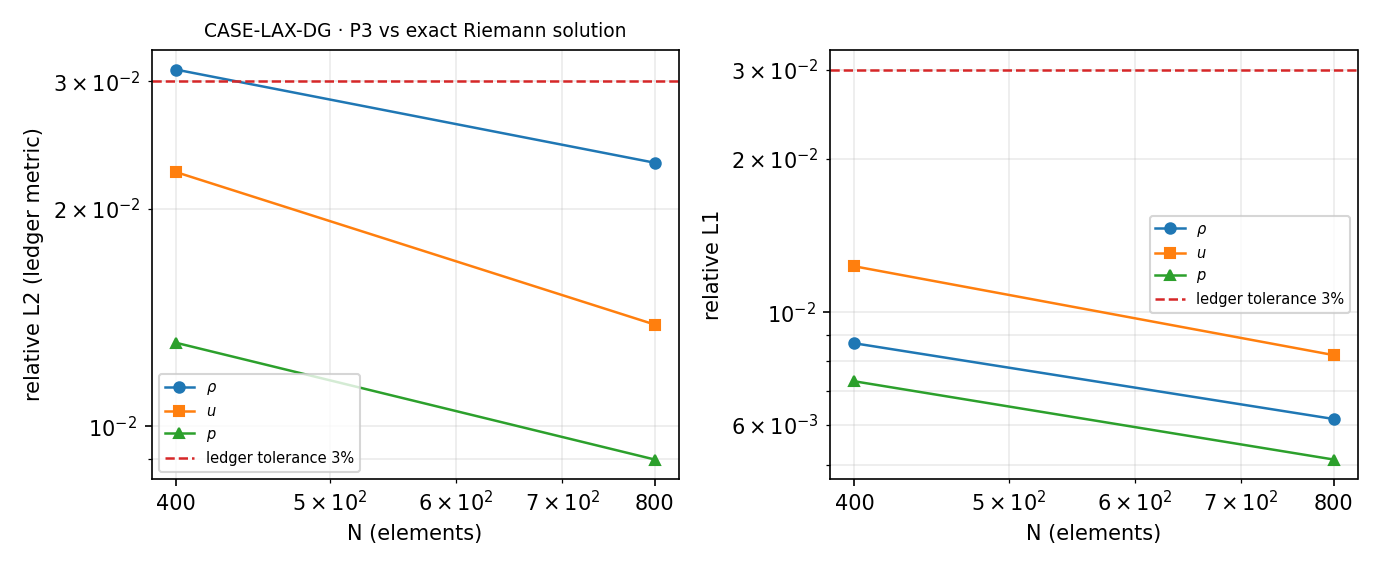 CASE-LAX-DG · P3 vs exact Riemann solution
relative L2 (ledger metric)
3 × 10⁻²
2 × 10⁻²
10⁻²
ρ
u
p
ledger tolerance 3%
400
5 × 10²
6 × 10²
7 × 10²
800
N (elements)
relative L1
3 × 10⁻²
2 × 10⁻²
10⁻²
6 × 10⁻³
ρ
u
p
ledger tolerance 3%
400
5 × 10²
6 × 10²
7 × 10²
800
N (elements)